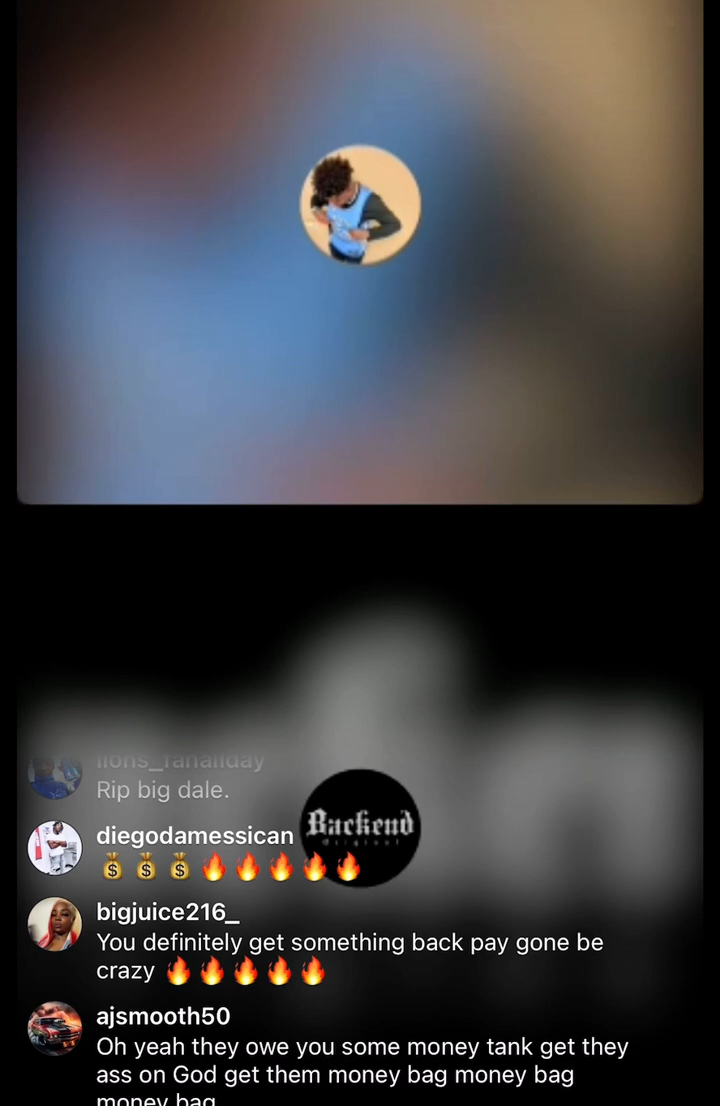 Backend
Original
lions_fanallday
Rip big dale.
diegodamessican
💰💰💰🔥🔥🔥🔥🔥
bigjuice216_
You definitely get something back pay gone be
crazy 🔥🔥🔥🔥🔥
ajsmooth50
Oh yeah they owe you some money tank get they
ass on God get them money bag money bag
money bag